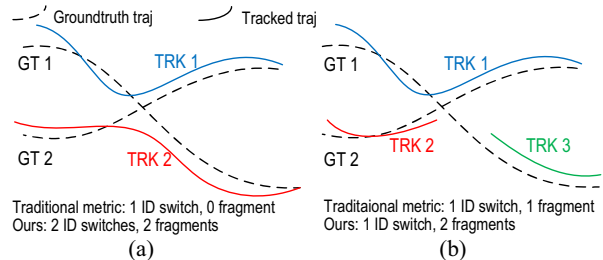 Groundtruth traj Tracked traj
GT 1
TRK 1
GT 2
TRK 2
Traditional metric: 1 ID switch, 0 fragment
Ours: 2 ID switches, 2 fragments
(a)
GT 1
TRK 1
GT 2
TRK 2
TRK 3
Traditaional metric: 1 ID switch, 1 fragment
Ours: 1 ID switch, 2 fragments
(b)